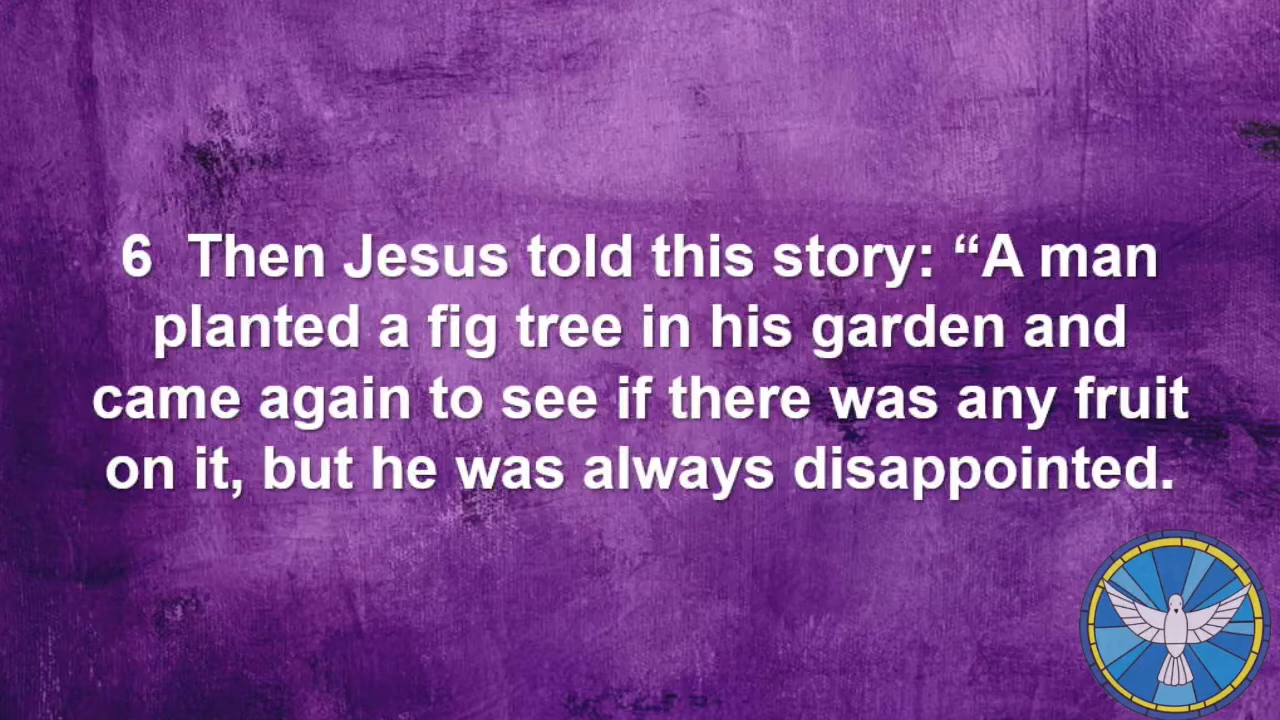 6  Then Jesus told this story: “A man
planted a fig tree in his garden and
came again to see if there was any fruit
on it, but he was always disappointed.